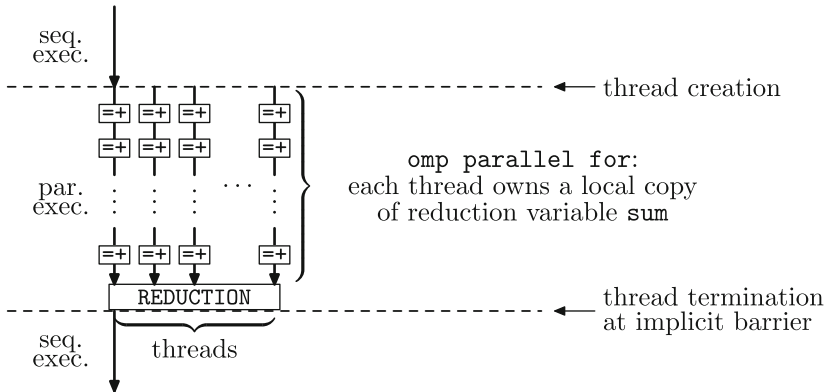 seq.
exec.
thread creation
=+ =+ =+ =+
=+ =+ =+ =+
omp parallel for:
par.
exec.
each thread owns a local copy
of reduction variable sum
=+ =+ =+ =+
REDUCTION
thread termination
at implicit barrier
seq.
exec.
threads